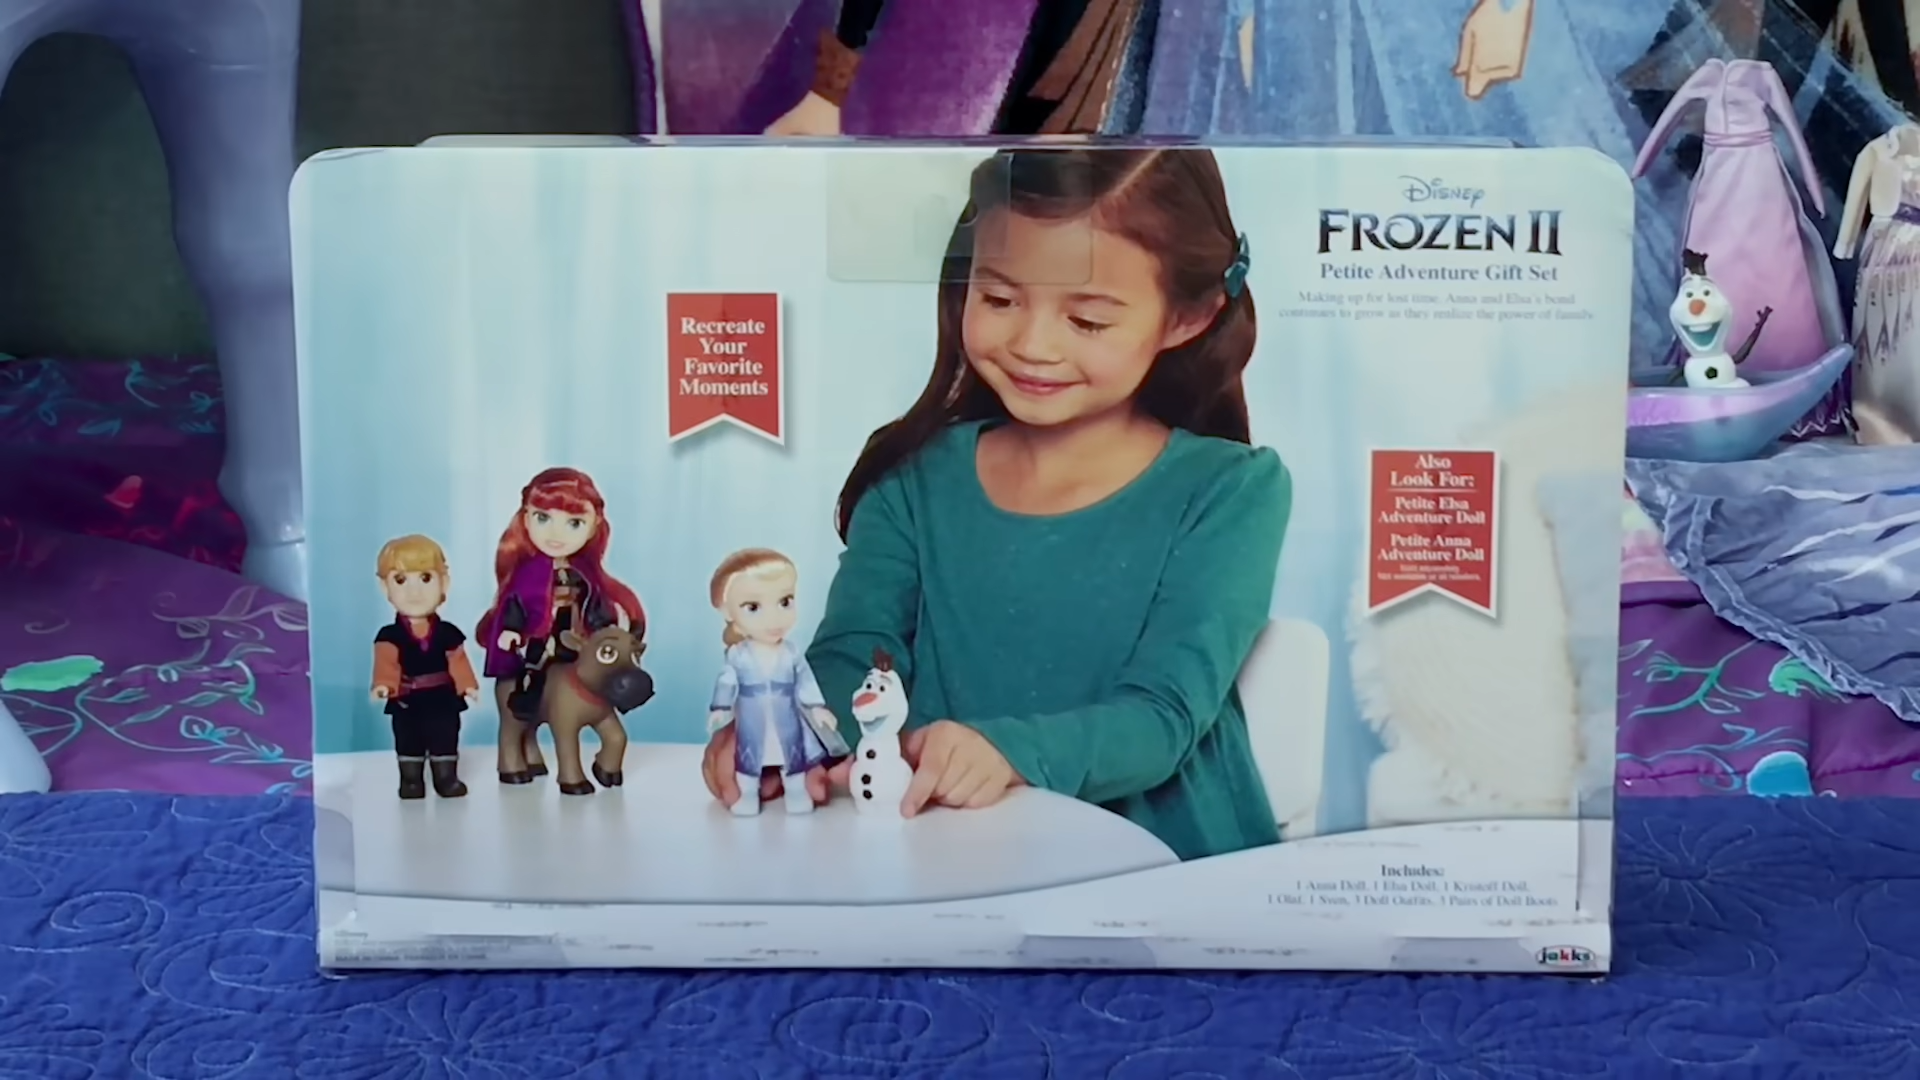 Disney
FROZEN II
Petite Adventure Gift Set
Making up for lost time, Anna and Elsa's bond
continues to grow as they realize the power of family.
Recreate
Your
Favorite
Moments
Also
Look For:
Petite Elsa
Adventure Doll
Petite Anna
Adventure Doll
Includes:
1 Anna Doll, 1 Elsa Doll, 1 Kristoff Doll,
1 Olaf, 1 Sven, 3 Doll Outfits, 3 Pairs of Doll Boots
jakks